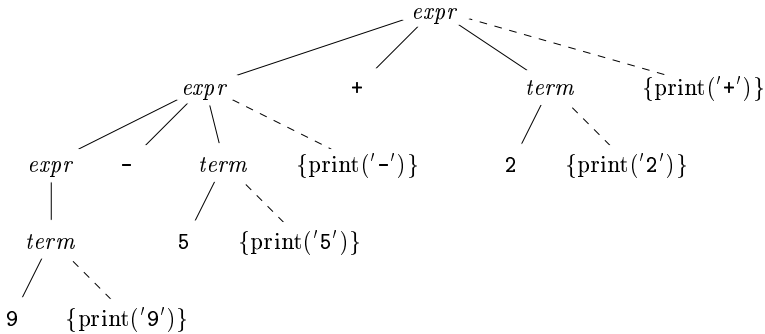 expr
expr + term {print('+')}
expr - term {print('-')} 2 {print('2')}
term 5 {print('5')}
9 {print('9')}